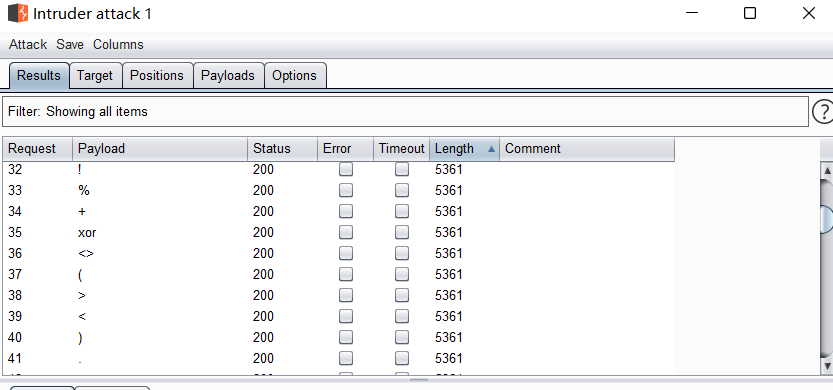 Intruder attack 1
Attack Save Columns
Results Target Positions Payloads Options
Filter: Showing all items
?
Request Payload Status Error Timeout Length Comment
32 ! 200 5361
33 % 200 5361
34 + 200 5361
35 xor 200 5361
36 <> 200 5361
37 ( 200 5361
38 > 200 5361
39 < 200 5361
40 ) 200 5361
41 . 200 5361